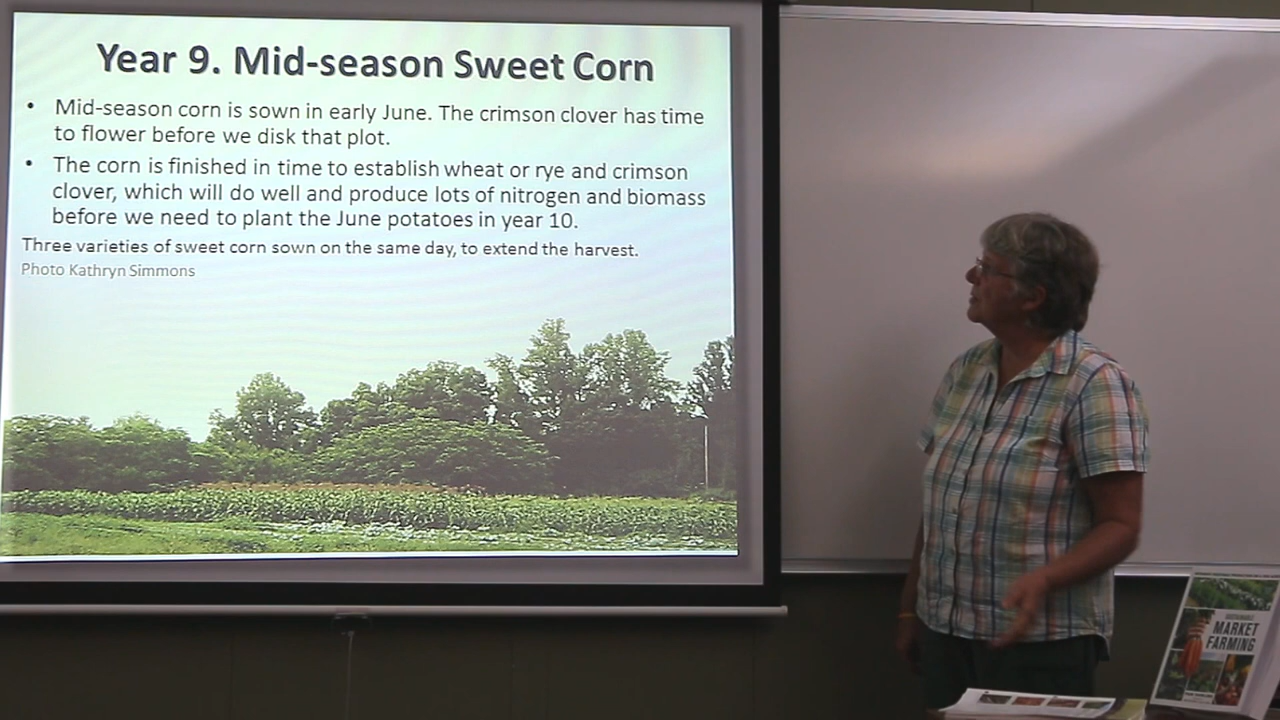 Year 9. Mid-season Sweet Corn
• Mid-season corn is sown in early June. The crimson clover has time
to flower before we disk that plot.
• The corn is finished in time to establish wheat or rye and crimson
clover, which will do well and produce lots of nitrogen and biomass
before we need to plant the June potatoes in year 10.
Three varieties of sweet corn sown on the same day, to extend the harvest.
Photo Kathryn Simmons
SUSTAINABLE
MARKET
FARMING